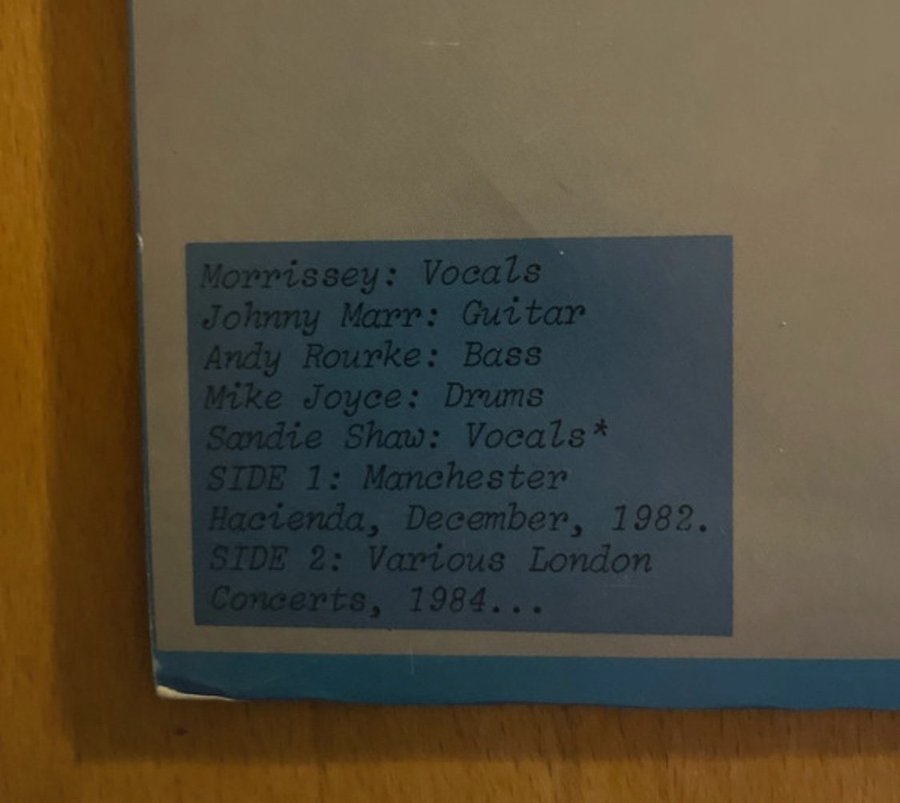 Morrissey: Vocals
Johnny Marr: Guitar
Andy Rourke: Bass
Mike Joyce: Drums
Sandie Shaw: Vocals*
SIDE 1: Manchester
Hacienda, December, 1982.
SIDE 2: Various London
Concerts, 1984...